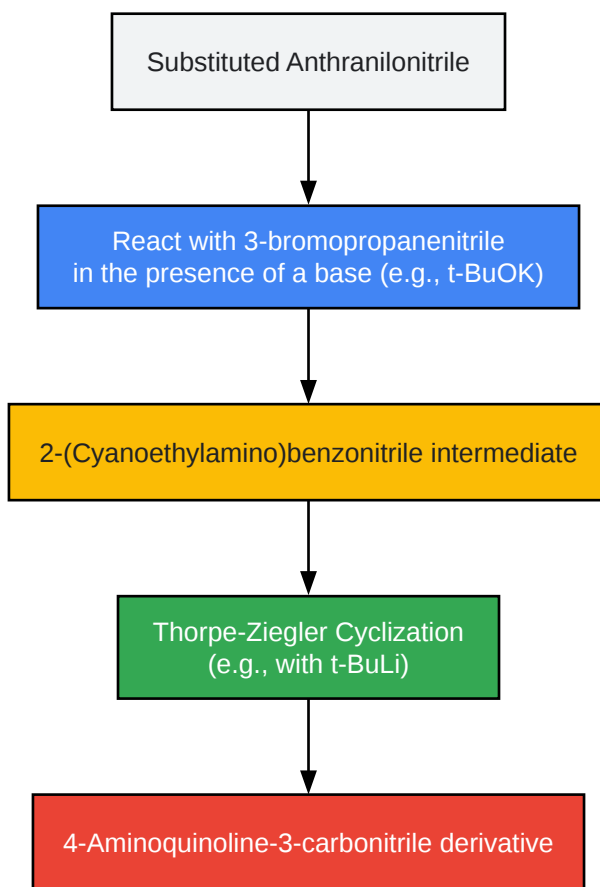 Substituted Anthranilonitrile
React with 3-bromopropanenitrile
in the presence of a base (e.g., t-BuOK)
2-(Cyanoethylamino)benzonitrile intermediate
Thorpe-Ziegler Cyclization
(e.g., with t-BuLi)
4-Aminoquinoline-3-carbonitrile derivative